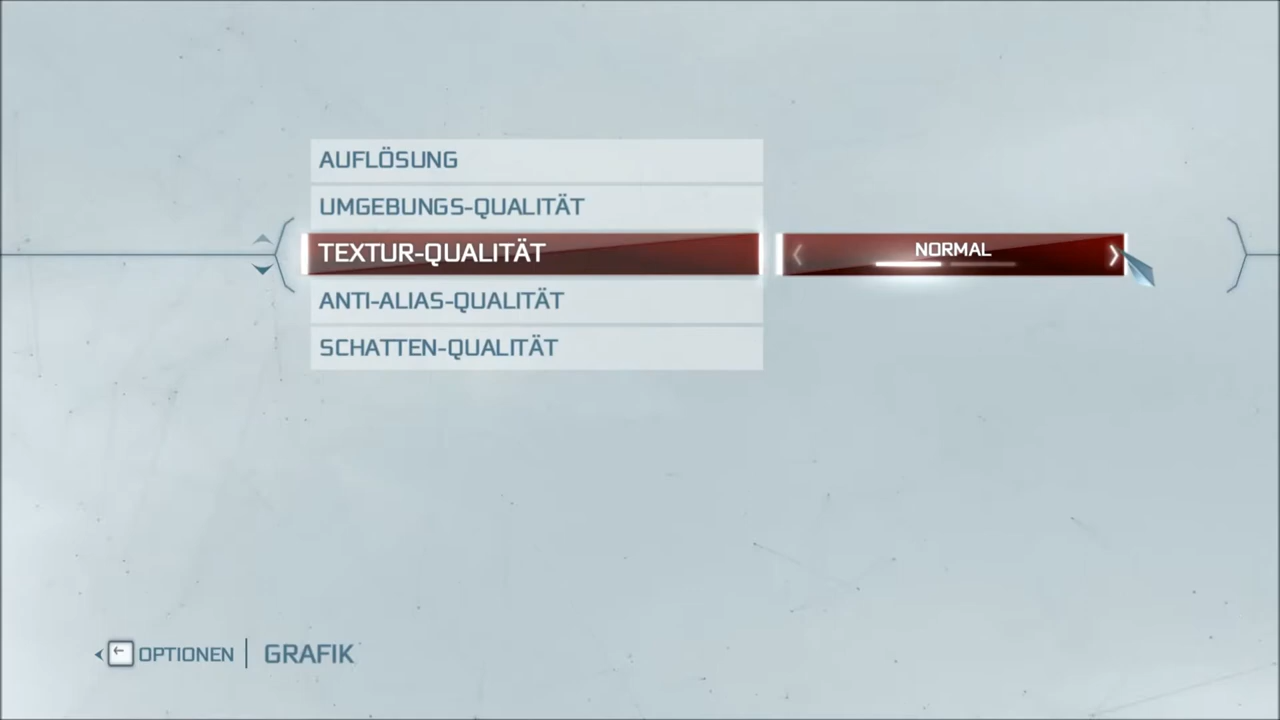 AUFLÖSUNG
UMGEBUNGS-QUALITÄT
TEXTUR-QUALITÄT
NORMAL
ANTI-ALIAS-QUALITÄT
SCHATTEN-QUALITÄT
OPTIONEN | GRAFIK